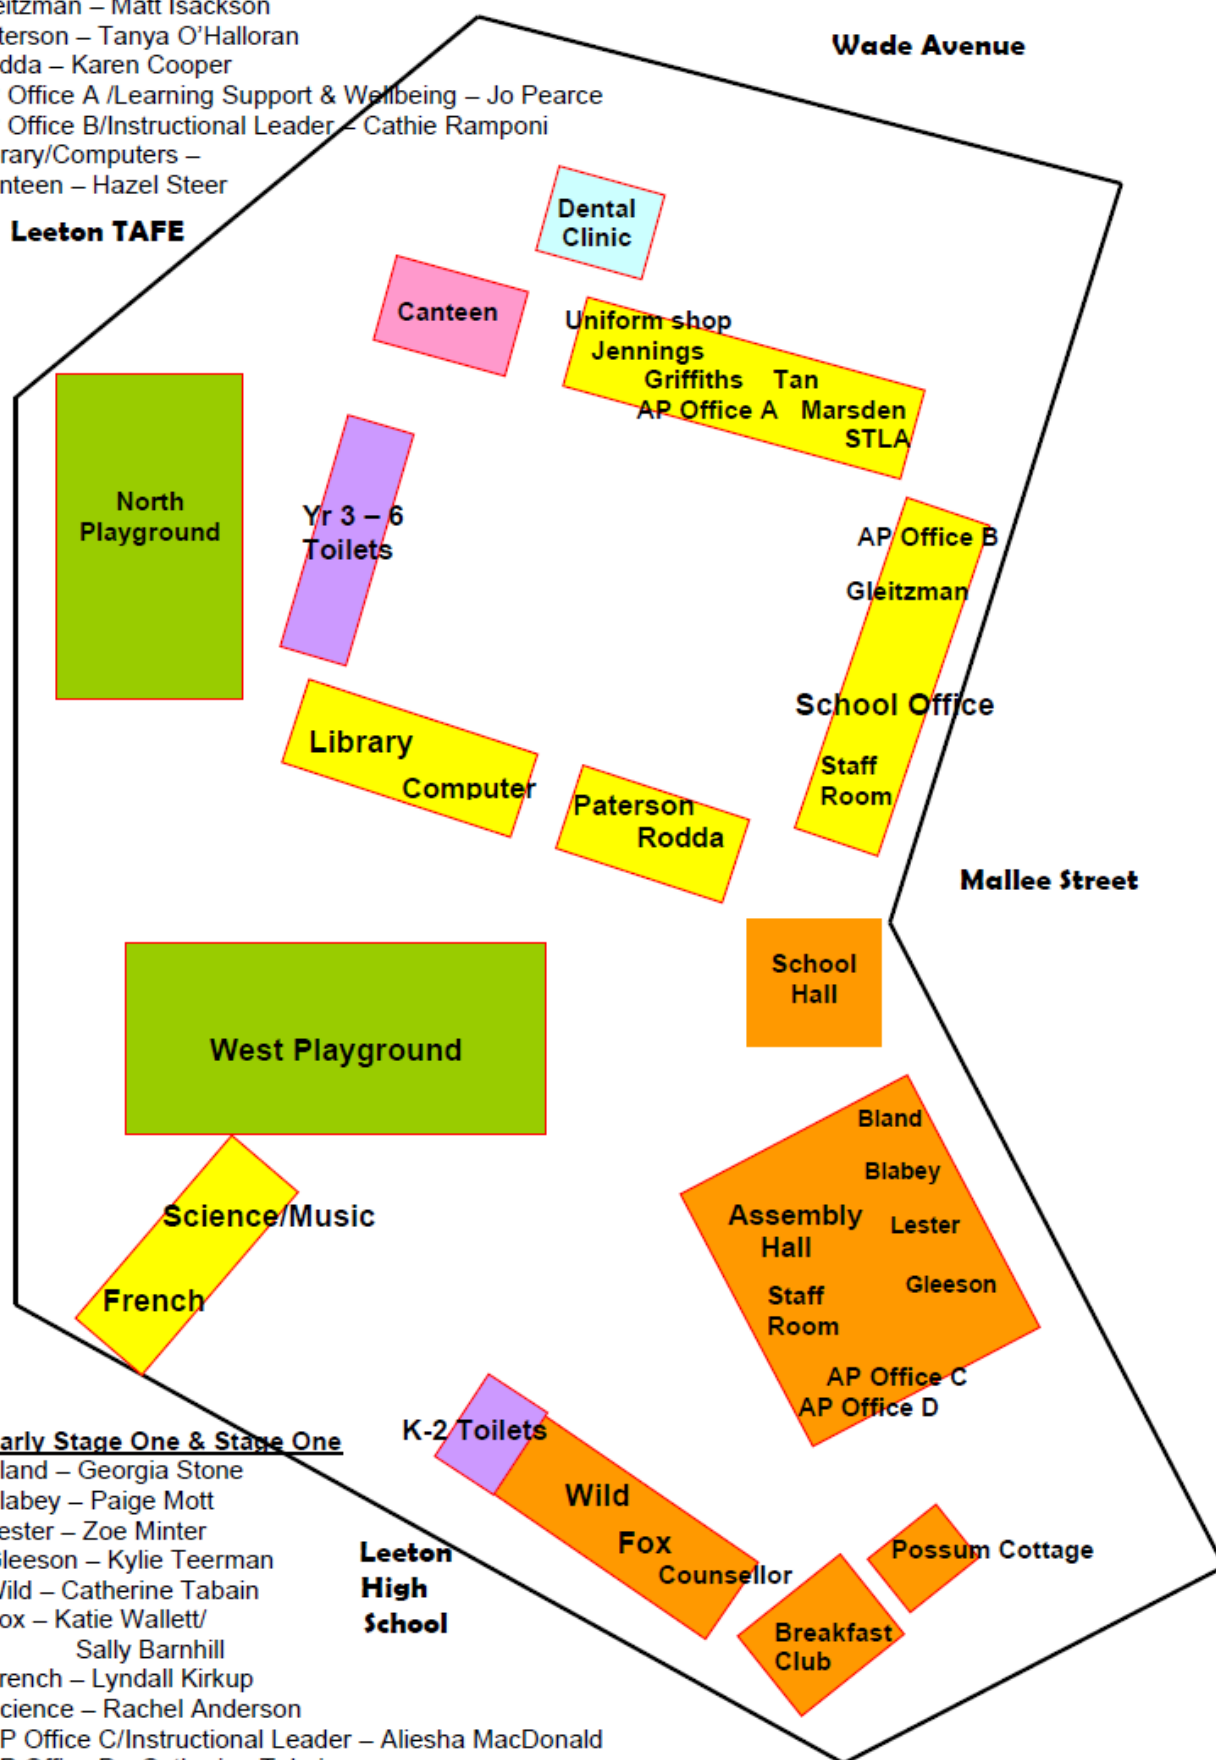 eitzman – Matt Isackson
terson – Tanya O'Halloran
dda – Karen Cooper
Office A /Learning Support & Wellbeing – Jo Pearce
Office B/Instructional Leader – Cathie Ramponi
rary/Computers –
nteen – Hazel Steer
Wade Avenue
Leeton TAFE
Dental
Clinic
Canteen
Uniform shop
Jennings
Griffiths Tan
AP Office A Marsden
STLA
North
Playground
Yr 3 – 6
Toilets
AP Office B
Gleitzman
School Office
Staff
Room
Library
Computer
Paterson
Rodda
Mallee Street
School
Hall
West Playground
Bland
Blabey
Assembly
Hall
Lester
Gleeson
Staff
Room
AP Office C
AP Office D
Science/Music
French
K-2 Toilets
Wild
Fox
Counsellor
Possum Cottage
Breakfast
Club
Leeton
High
School
arly Stage One & Stage One
land – Georgia Stone
labey – Paige Mott
ester – Zoe Minter
leeson – Kylie Teerman
Wild – Catherine Tabain
ox – Katie Wallett/
Sally Barnhill
rench – Lyndall Kirkup
cience – Rachel Anderson
P Office C/Instructional Leader – Aliesha MacDonald